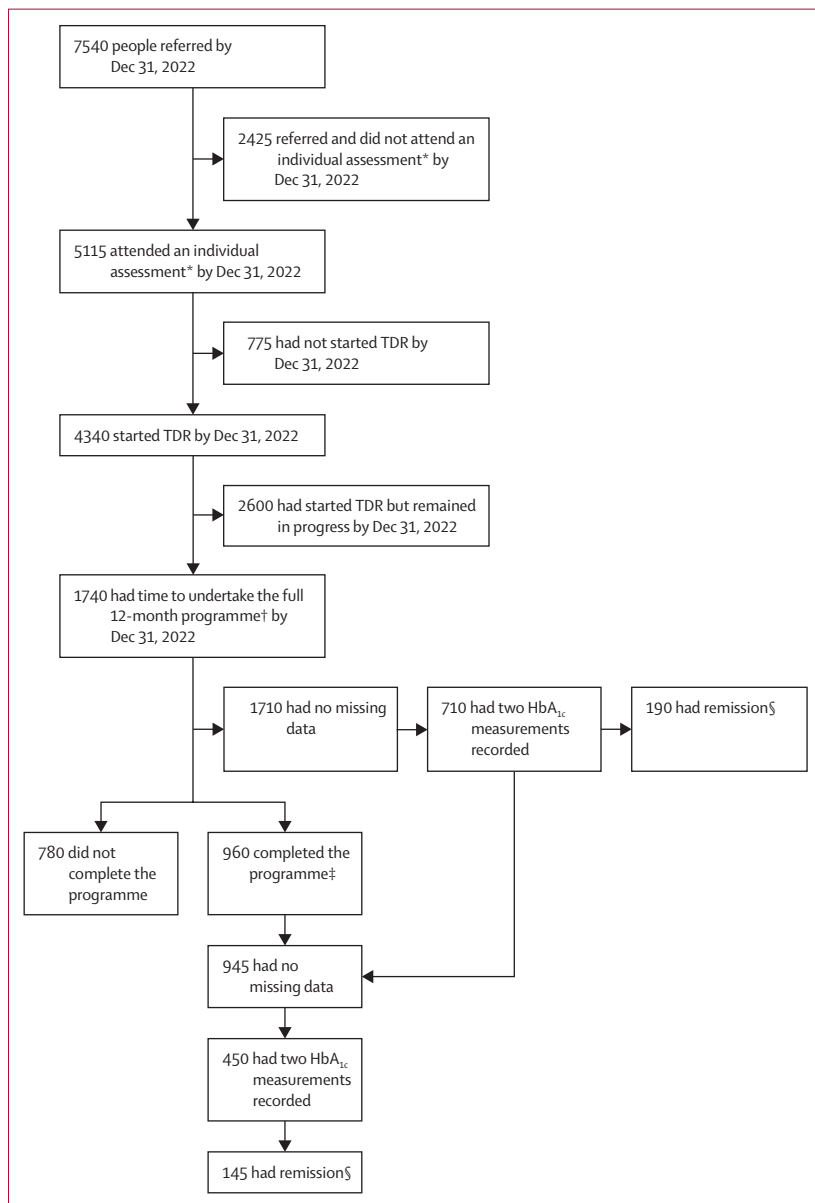 7540 people referred by
Dec 31, 2022
2425 referred and did not attend an
individual assessment* by
Dec 31, 2022
5115 attended an individual
assessment* by Dec 31, 2022
775 had not started TDR by
Dec 31, 2022
4340 started TDR by Dec 31, 2022
2600 had started TDR but remained
in progress by Dec 31, 2022
1740 had time to undertake the full
12-month programme† by
Dec 31, 2022
1710 had no missing
data
710 had two HbA1c
measurements
recorded
190 had remission§
780 did not
complete the
programme
960 completed the
programme‡
945 had no
missing data
450 had two HbA1c
measurements
recorded
145 had remission§